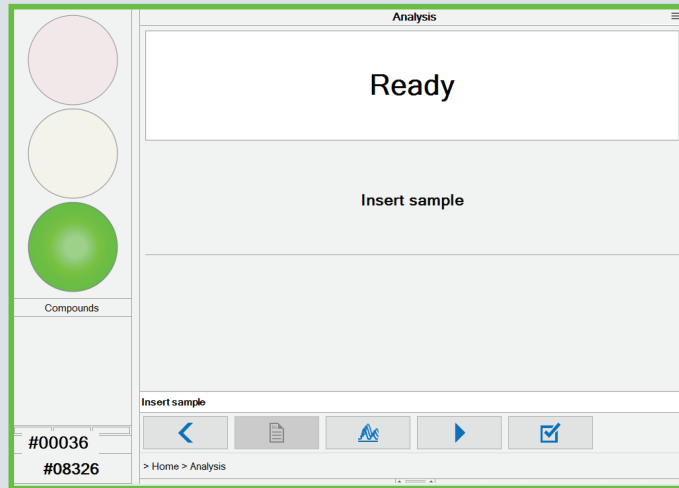 Analysis
Ready
Insert sample
Compounds
Insert sample
#00036
#08326
> Home > Analysis